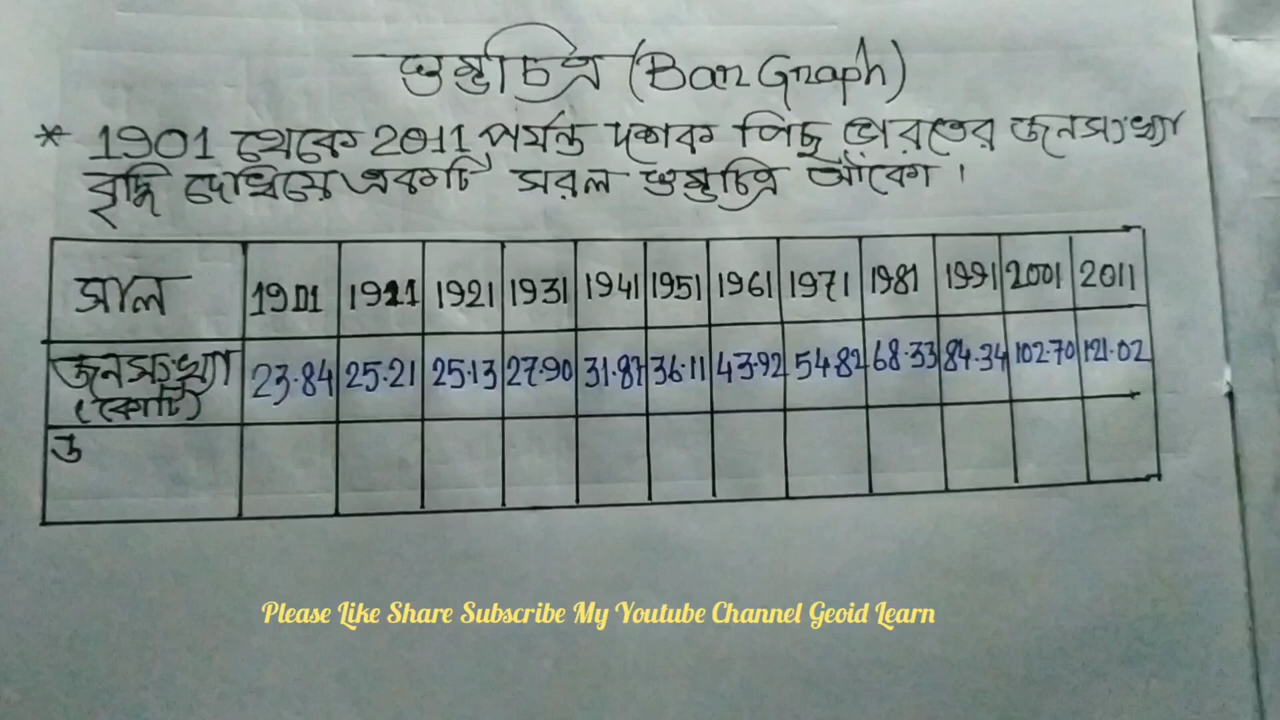 স্তম্ভচিত্র (Bar Graph)
* 1901 থেকে 2011 পর্যন্ত দশক পিছু ভারতের জনসংখ্যা
বৃদ্ধি দেখিয়ে একটি সরল স্তম্ভচিত্র আঁকো ।
সাল 1901 1911 1921 1931 1941 1951 1961 1971 1981 1991 2001 2011
জনসংখ্যা 23.84 25.21 25.13 27.90 31.87 36.11 43.92 54.82 68.33 84.34 102.70 121.02
(কোটি)
Please Like Share Subscribe My Youtube Channel Geoid Learn